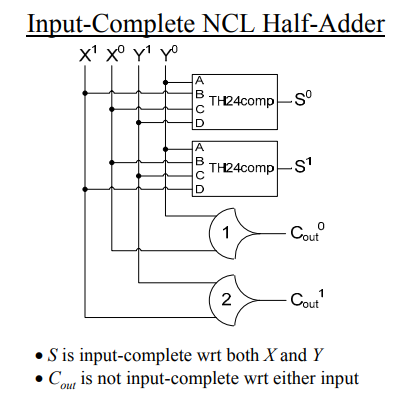 Input-Complete NCL Half-Adder
X¹ X⁰ Y¹ Y⁰
A
B
C
D
TH24comp
S⁰
A
B
C
D
TH24comp
S¹
1
Cout⁰
2
Cout¹
• S is input-complete wrt both X and Y
• Cout is not input-complete wrt either input